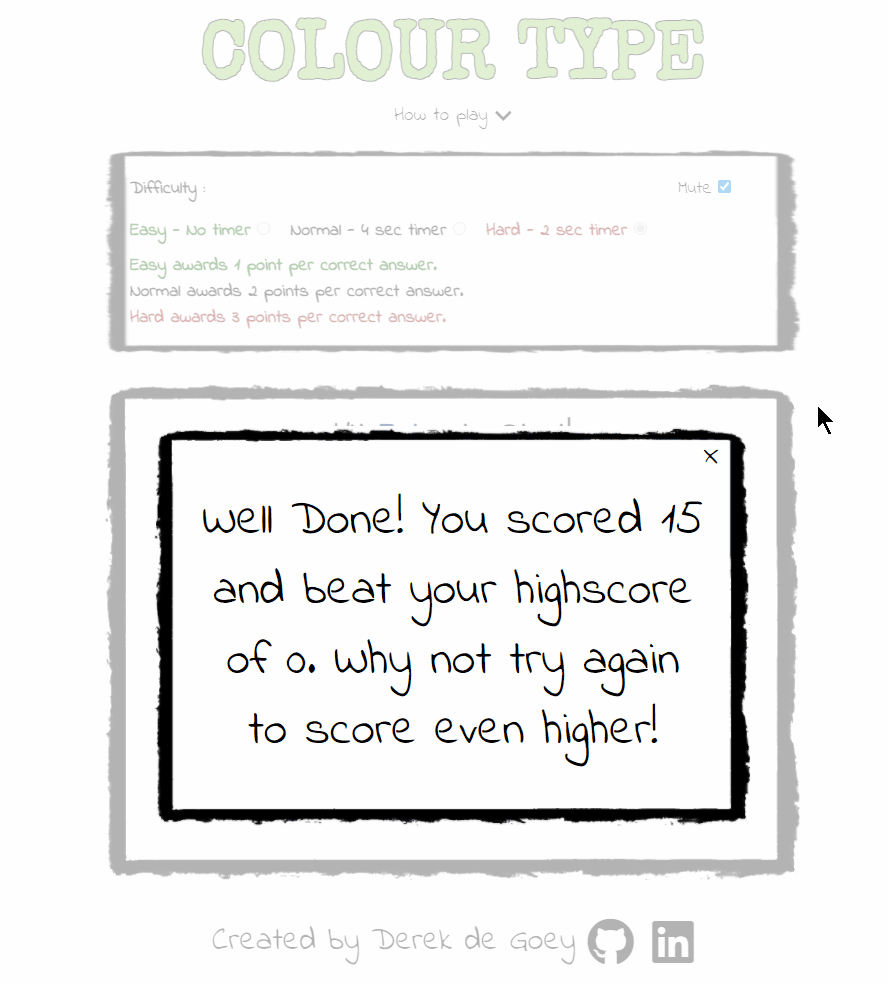 COLOUR TYPE
How to play
Difficulty :
Mute
Easy - No timer Normal - 4 sec timer Hard - 2 sec timer
Easy awards 1 point per correct answer.
Normal awards 2 points per correct answer.
Hard awards 3 points per correct answer.
Well Done! You scored 15
and beat your highscore
of 0. Why not try again
to score even higher!
Created by Derek de Goey
in